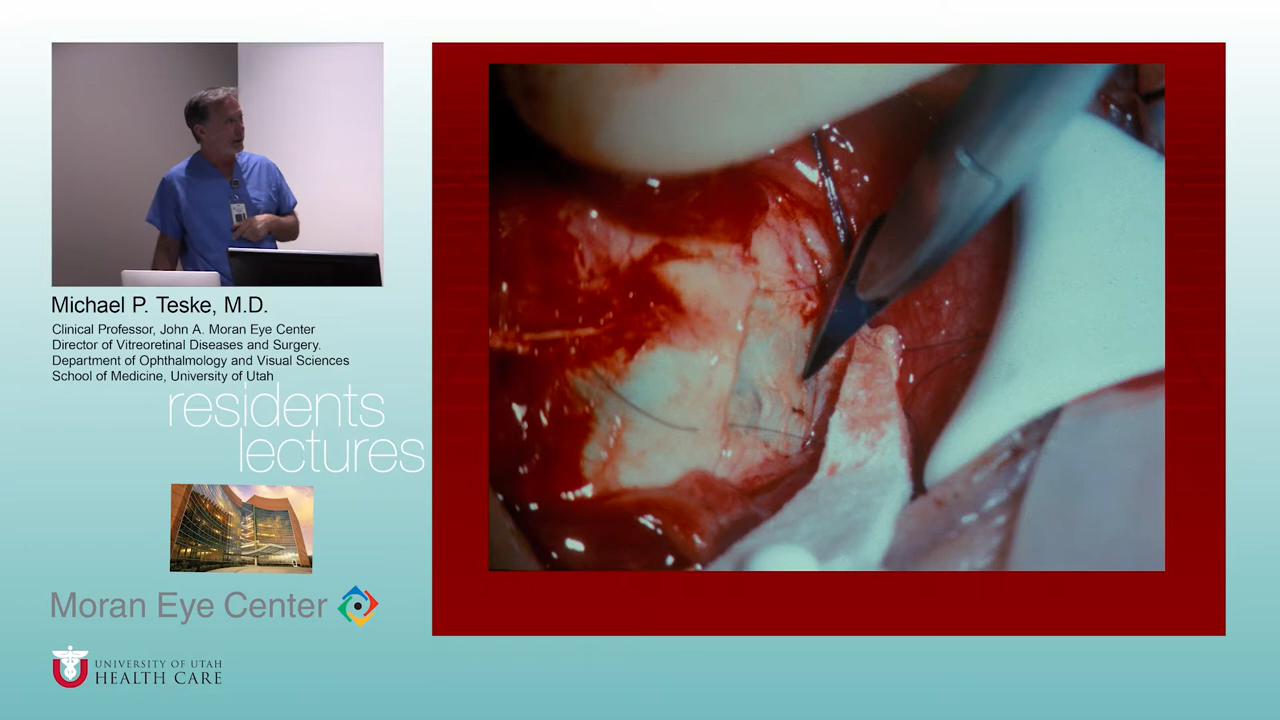 Michael P. Teske, M.D.
Clinical Professor, John A. Moran Eye Center
Director of Vitreoretinal Diseases and Surgery.
Department of Ophthalmology and Visual Sciences
School of Medicine, University of Utah
residents
lectures
Moran Eye Center
UNIVERSITY OF UTAH
HEALTH CARE